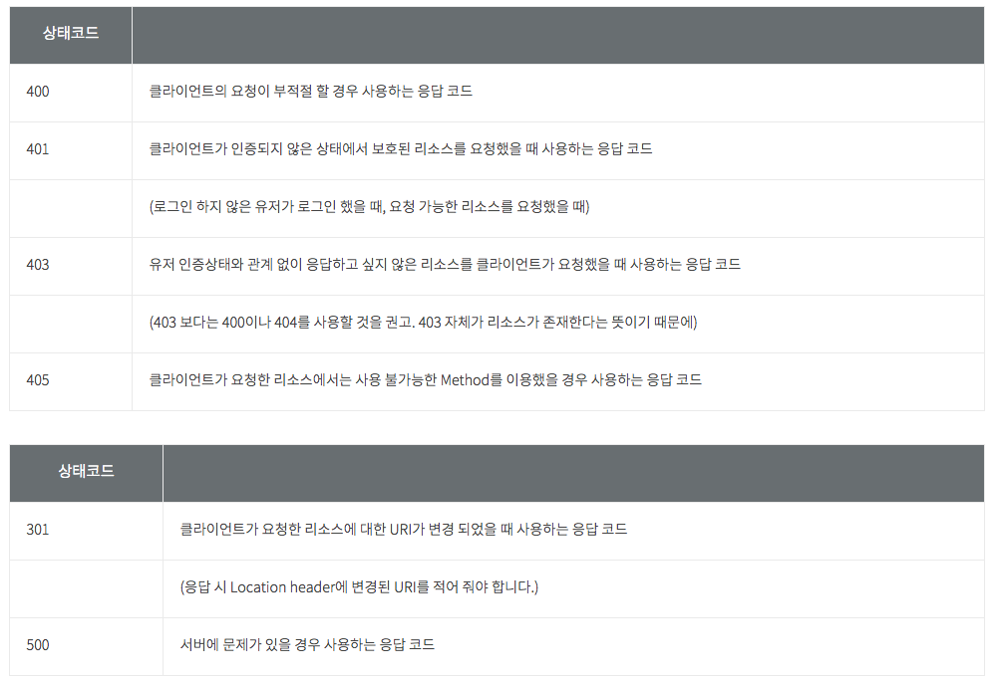 상태코드
400 클라이언트의 요청이 부적절 할 경우 사용하는 응답 코드
401 클라이언트가 인증되지 않은 상태에서 보호된 리소스를 요청했을 때 사용하는 응답 코드
(로그인 하지 않은 유저가 로그인 했을 때, 요청 가능한 리소스를 요청했을 때)
403 유저 인증상태와 관계 없이 응답하고 싶지 않은 리소스를 클라이언트가 요청했을 때 사용하는 응답 코드
(403 보다는 400이나 404를 사용할 것을 권고. 403 자체가 리소스가 존재한다는 뜻이기 때문에)
405 클라이언트가 요청한 리소스에서는 사용 불가능한 Method를 이용했을 경우 사용하는 응답 코드
상태코드
301 클라이언트가 요청한 리소스에 대한 URI가 변경 되었을 때 사용하는 응답 코드
(응답 시 Location header에 변경된 URI를 적어 줘야 합니다.)
500 서버에 문제가 있을 경우 사용하는 응답 코드